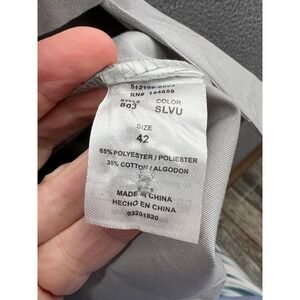 RN# 144859
STYLE COLOR
803 SLVU
SIZE
42
65% POLYESTER / POLIESTER
35% COTTON / ALGODON
MADE IN CHINA
HECHO EN CHINA
03201820